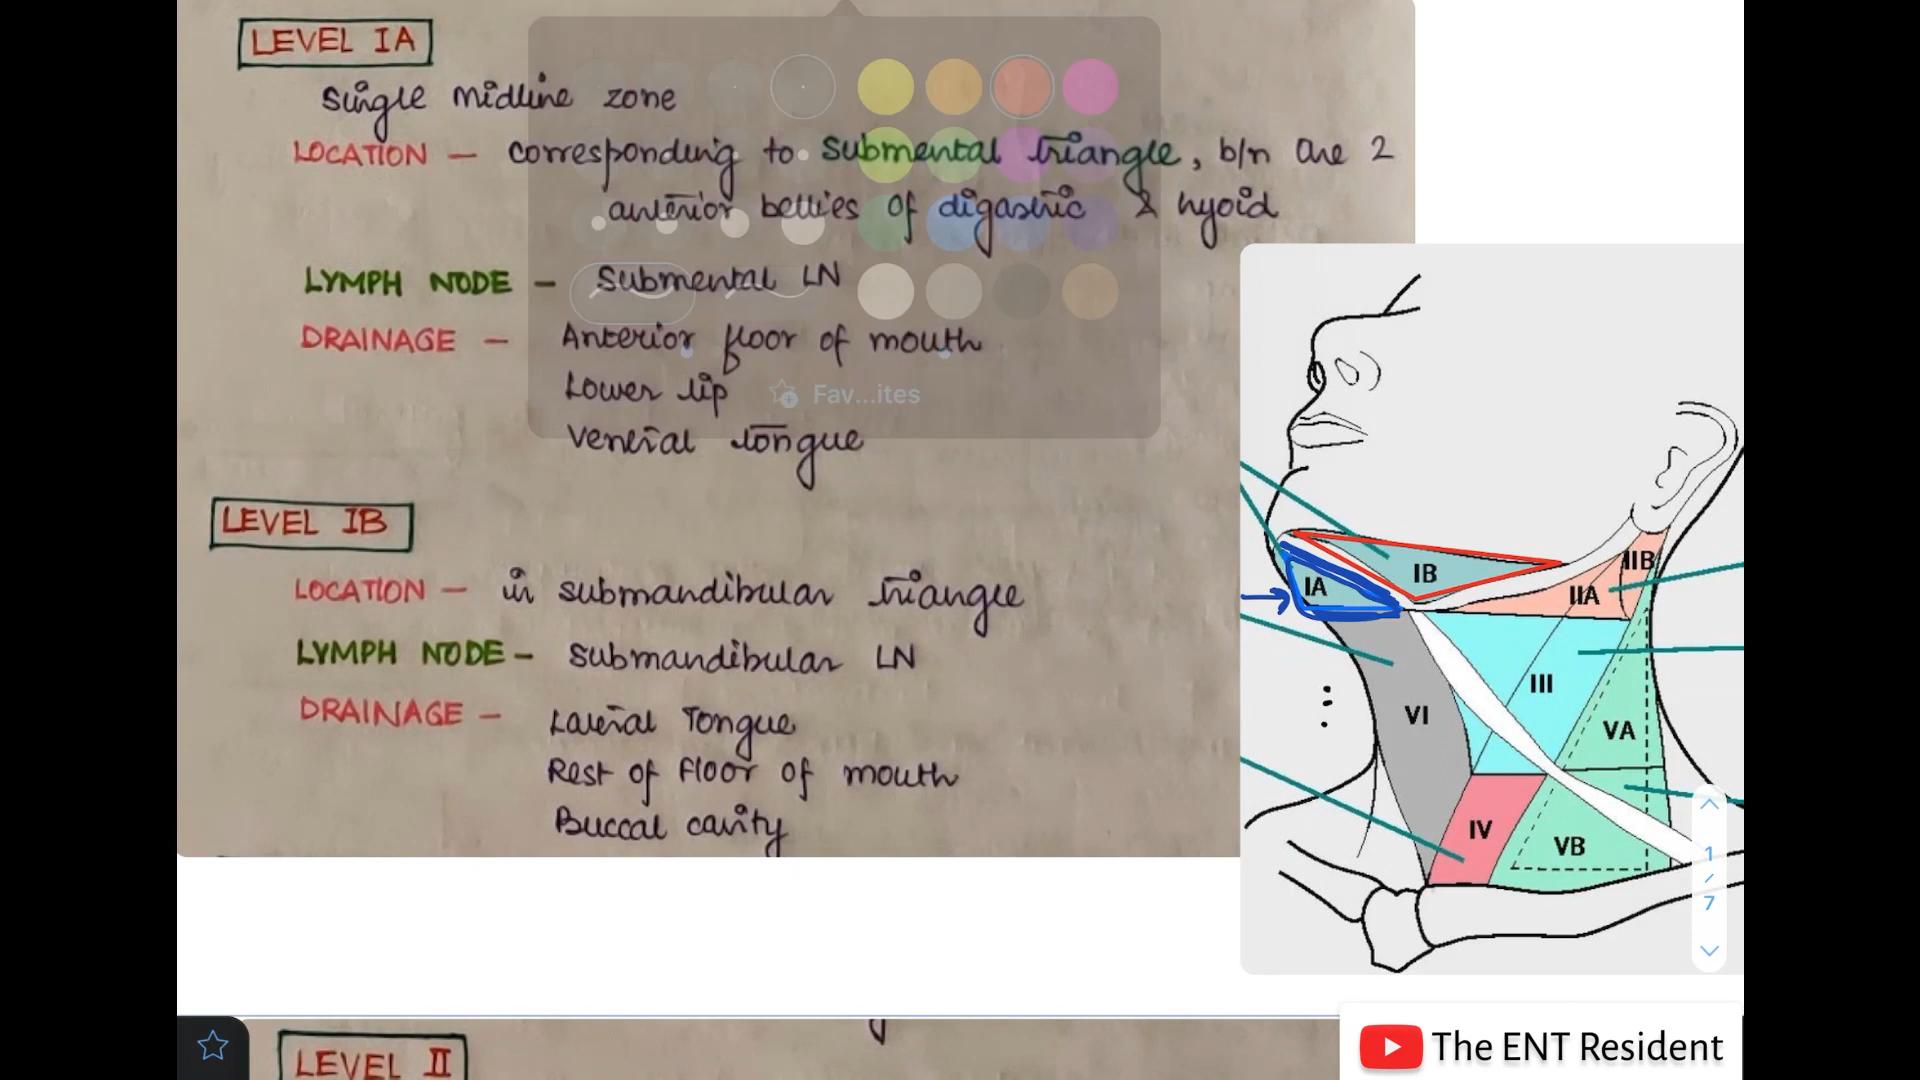 LEVEL IA
Single Midline zone
LOCATION – corresponding to submental triangle, b/n the 2
anterior bellies of digastric & hyoid
LYMPH NODE – Submental LN
DRAINAGE – Anterior floor of mouth
Lower lip
Fav...ites
Ventral tongue
LEVEL IB
LOCATION – in submandibular triangle
LYMPH NODE – Submandibular LN
DRAINAGE – Lateral Tongue
Rest of Floor of mouth
Buccal cavity
LEVEL II
IA
IB
IIA
IIB
III
VI
VA
IV
VB
1
/
7
The ENT Resident